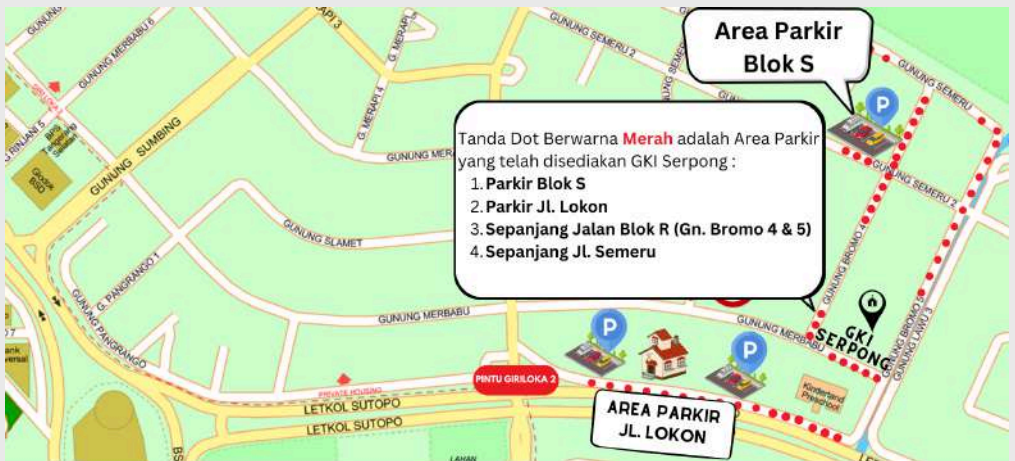 Area Parkir
Blok S
Tanda Dot Berwarna Merah adalah Area Parkir
yang telah disediakan GKI Serpong :
1. Parkir Blok S
2. Parkir Jl. Lokon
3. Sepanjang Jalan Blok R (Gn. Bromo 4 & 5)
4. Sepanjang Jl. Semeru
GUNUNG MERBABU 6
G. MERAPI 4
GUNUNG SEMERU 2
GUNUNG SEMERU
GUNUNG SEMERU 2
GUNUNG SUMBING
Glodok
BSD
GUNUNG SLAMET
G. PANGRANGO 1
GUNUNG PANGRANGO
GUNUNG MERBABU
GUNUNG MERBABU
GUNUNG BROMO 4
GUNUNG BROMO 5
GUNUNG LAWU 3
GKI
SERPONG
Kinderland
Preschool
PINTU GIRILOKA 2
PRIVATE HOUSING
LETKOL SUTOPO
LETKOL SUTOPO
AREA PARKIR
JL. LOKON
LAHAN
P
P
P